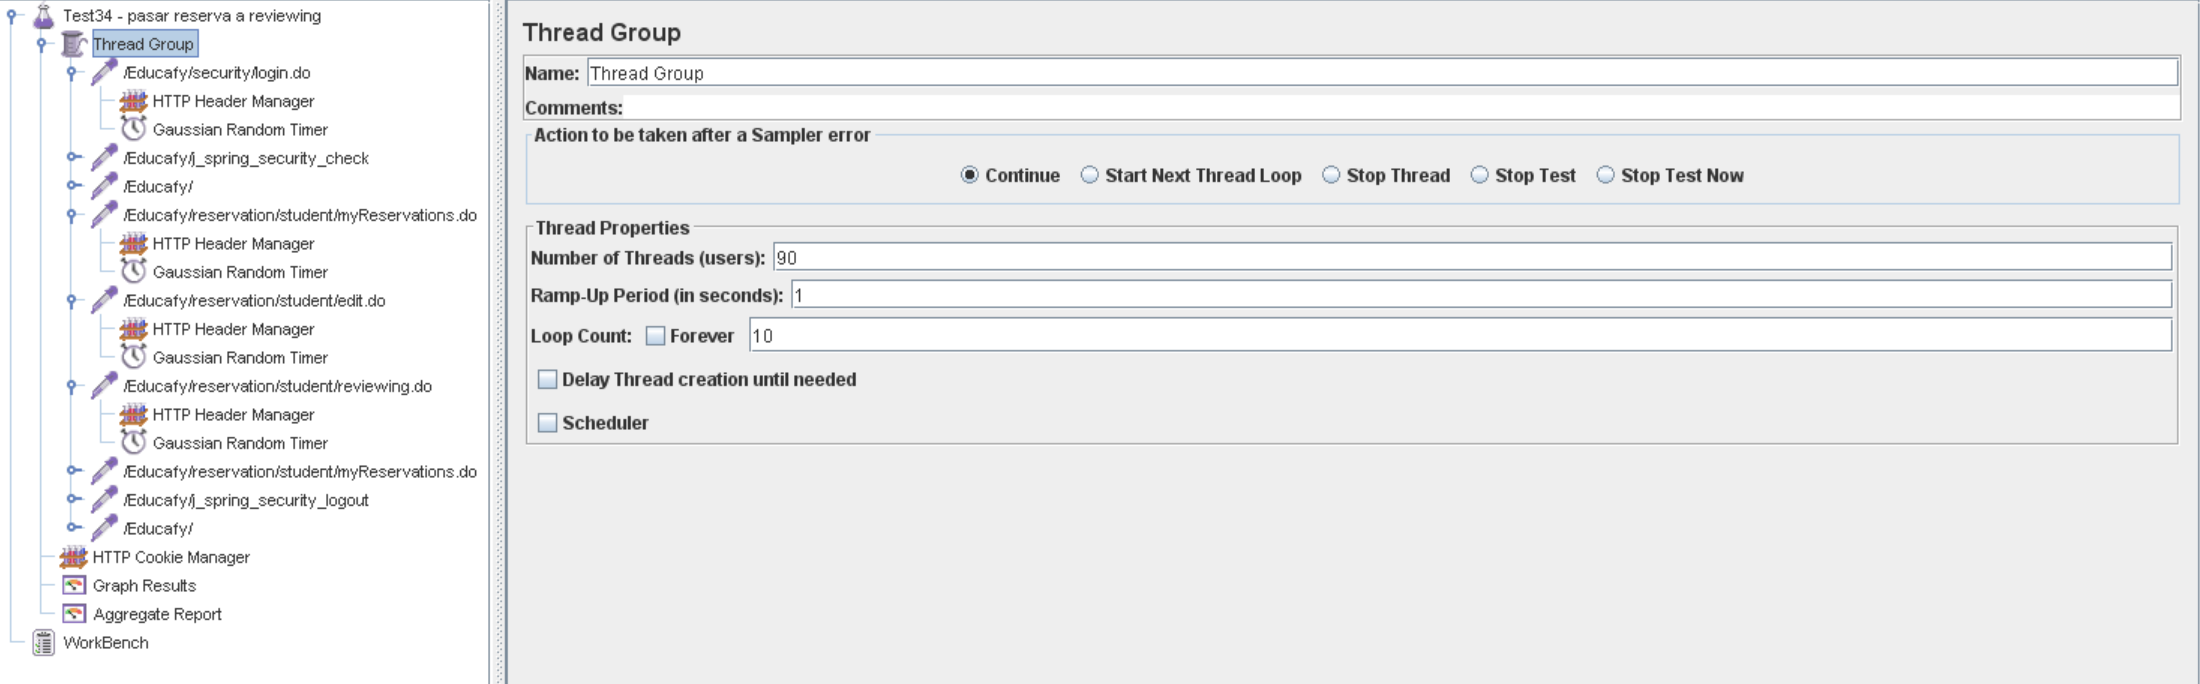 Test34 - pasar reserva a reviewing
Thread Group
/Educafy/security/login.do
HTTP Header Manager
Gaussian Random Timer
/Educafy/j_spring_security_check
/Educafy/
/Educafy/reservation/student/myReservations.do
HTTP Header Manager
Gaussian Random Timer
/Educafy/reservation/student/edit.do
HTTP Header Manager
Gaussian Random Timer
/Educafy/reservation/student/reviewing.do
HTTP Header Manager
Gaussian Random Timer
/Educafy/reservation/student/myReservations.do
/Educafy/j_spring_security_logout
/Educafy/
HTTP Cookie Manager
Graph Results
Aggregate Report
WorkBench
Thread Group
Name: Thread Group
Comments:
Action to be taken after a Sampler error
Continue Start Next Thread Loop Stop Thread Stop Test Stop Test Now
Thread Properties
Number of Threads (users): 90
Ramp-Up Period (in seconds): 1
Loop Count: Forever 10
Delay Thread creation until needed
Scheduler